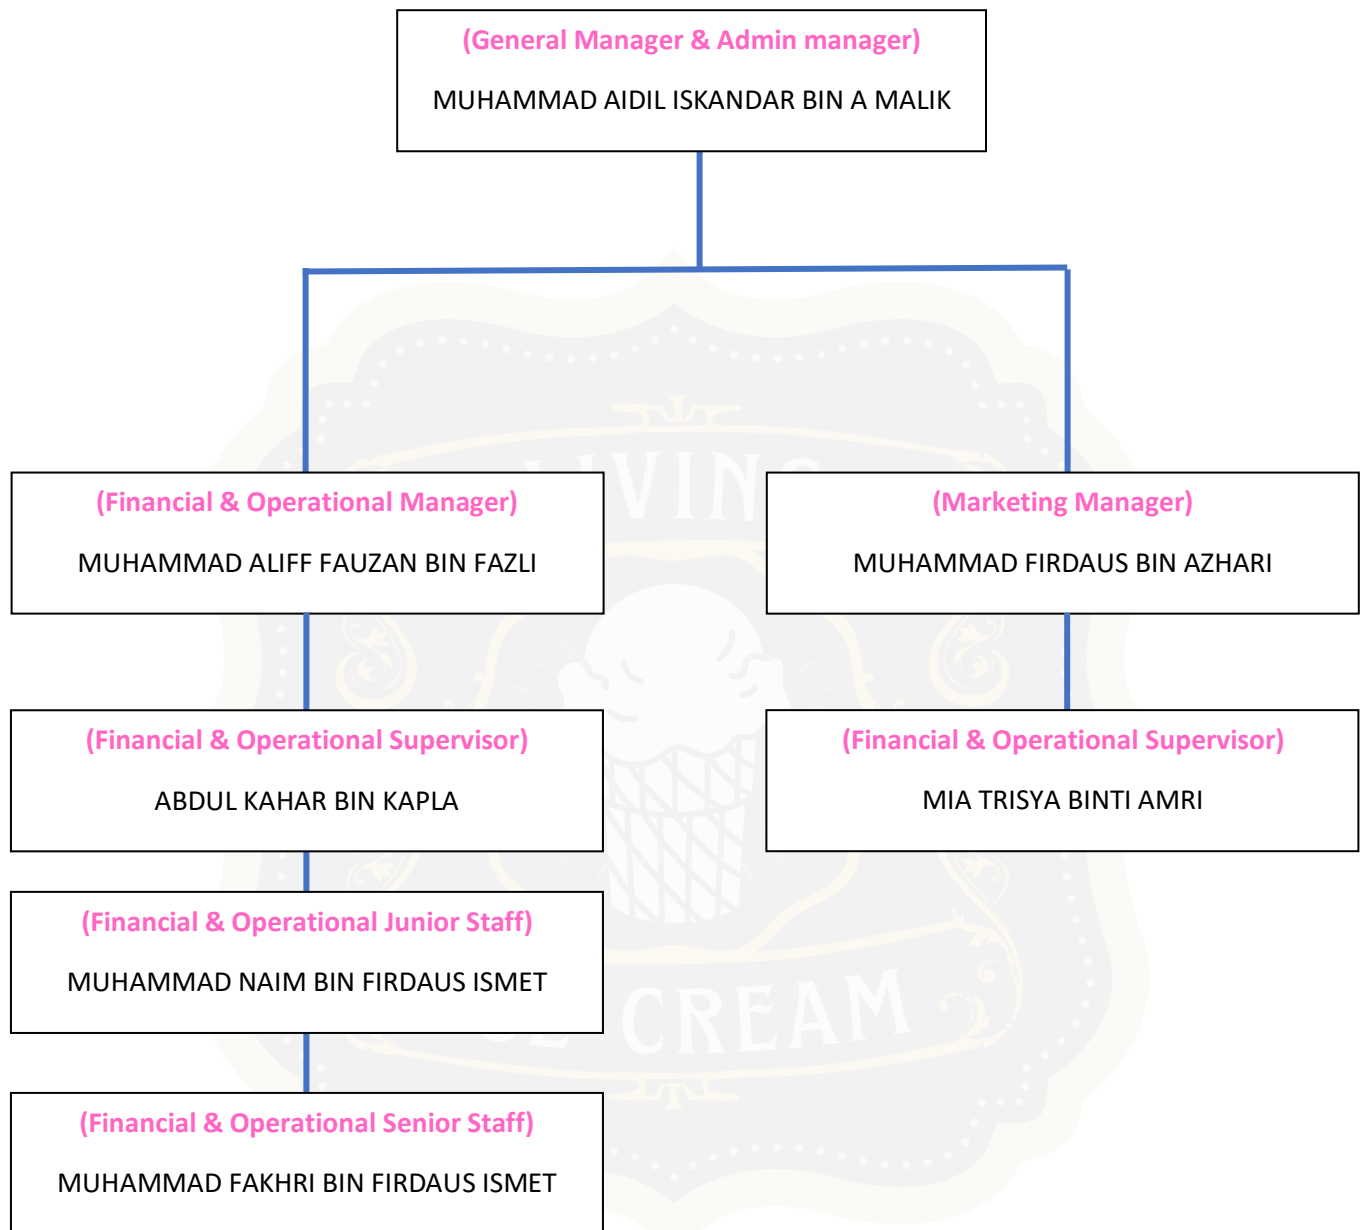 (General Manager & Admin manager)
MUHAMMAD AIDIL ISKANDAR BIN A MALIK
(Financial & Operational Manager)
MUHAMMAD ALIFF FAUZAN BIN FAZLI
(Marketing Manager)
MUHAMMAD FIRDAUS BIN AZHARI
(Financial & Operational Supervisor)
ABDUL KAHAR BIN KAPLA
(Financial & Operational Supervisor)
MIA TRISYA BINTI AMRI
(Financial & Operational Junior Staff)
MUHAMMAD NAIM BIN FIRDAUS ISMET
(Financial & Operational Senior Staff)
MUHAMMAD FAKHRI BIN FIRDAUS ISMET
CREAM